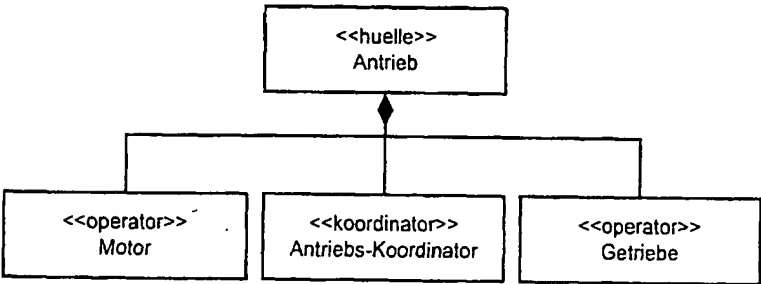 <<huelle>>
Antrieb
<<operator>>
Motor
<<koordinator>>
Antriebs-Koordinator
<<operator>>
Getriebe